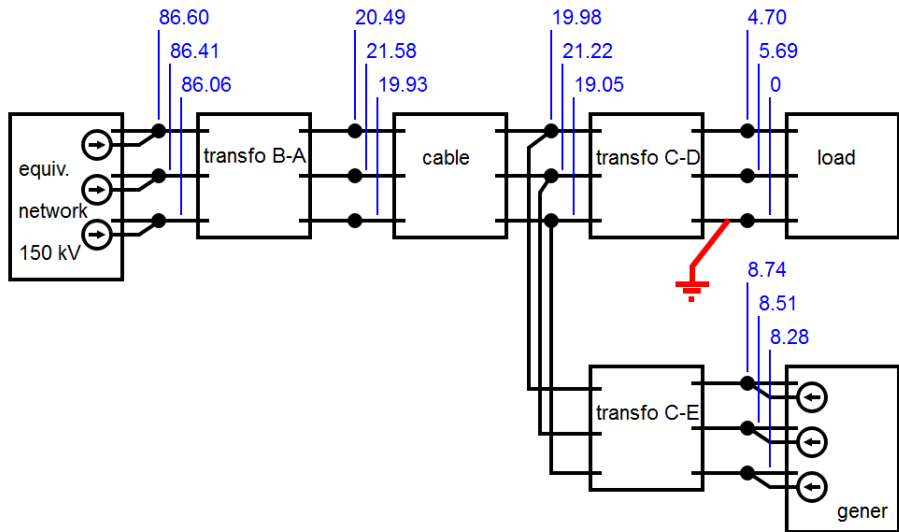 86.60 20.49 19.98 4.70
86.41 21.58 21.22 5.69
86.06 19.93 19.05 0
equiv.
network
150 kV
transfo B-A
cable
transfo C-D
load
8.74
8.51
8.28
transfo C-E
gener